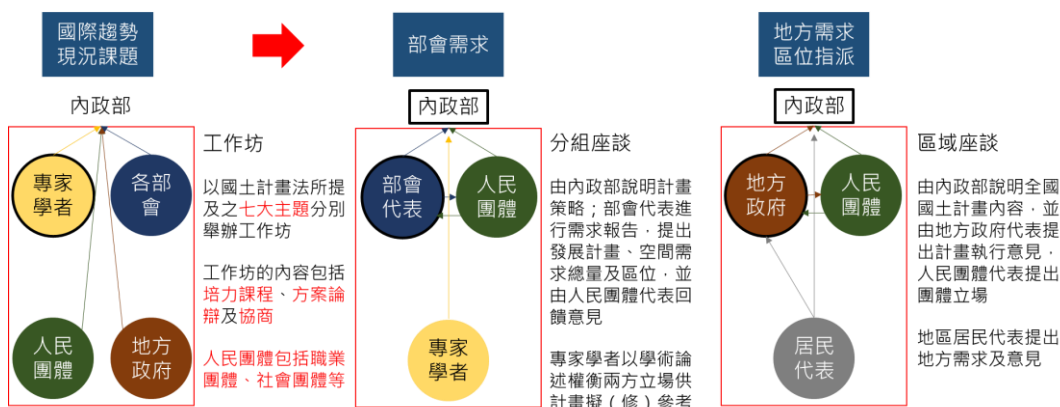 國際趨勢
現況課題
內政部
專家
學者
各部
會
人民
團體
地方
政府
工作坊
以國土計畫法所提
及之七大主題分別
舉辦工作坊
工作坊的內容包括
培力課程、方案論
辯及協商
人民團體包括職業
團體、社會團體等
部會需求
內政部
部會
代表
人民
團體
專家
學者
分組座談
由內政部說明計畫
策略；部會代表進
行需求報告，提出
發展計畫、空間需
求總量及區位，並
由人民團體代表回
饋意見
專家學者以學術論
述權衡兩方立場供
計畫擬（修）參考
地方需求
區位指派
內政部
地方
政府
人民
團體
居民
代表
區域座談
由內政部說明全國
國土計畫內容，並
由地方政府代表提
出計畫執行意見，
人民團體代表提出
團體立場
地區居民代表提出
地方需求及意見